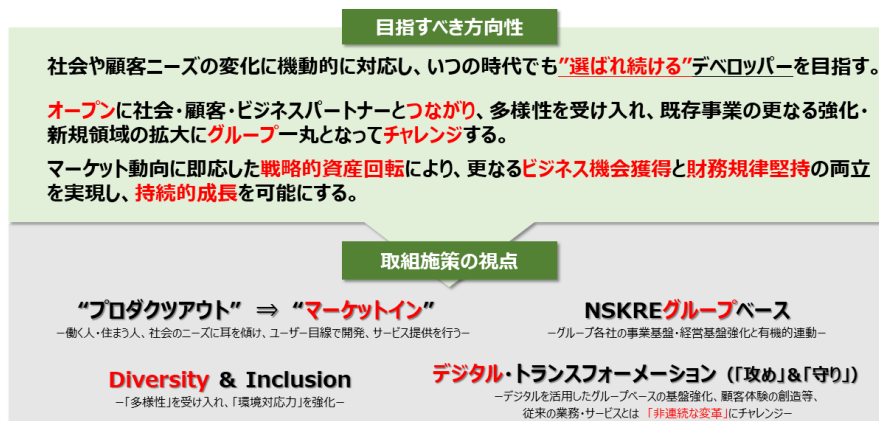 目指すべき方向性
社会や顧客ニーズの変化に機動的に対応し、いつの時代でも”選ばれ続ける”デベロッパーを目指す。
オープンに社会・顧客・ビジネスパートナーとつながり、多様性を受け入れ、既存事業の更なる強化・
新規領域の拡大にグループ一丸となってチャレンジする。
マーケット動向に即応した戦略的資産回転により、更なるビジネス機会獲得と財務規律堅持の両立
を実現し、持続的成長を可能にする。
取組施策の視点
“プロダクツアウト” ⇒ “マーケットイン”
－働く人・住まう人、社会のニーズに耳を傾け、ユーザー目線で開発、サービス提供を行う－
NSKREグループベース
－グループ各社の事業基盤・経営基盤強化と有機的連動－
Diversity & Inclusion
－「多様性」を受け入れ、「環境対応力」を強化－
デジタル・トランスフォーメーション（「攻め」&「守り」）
－デジタルを活用したグループベースの基盤強化、顧客体験の創造等、
従来の業務・サービスとは「非連続な変革」にチャレンジ－